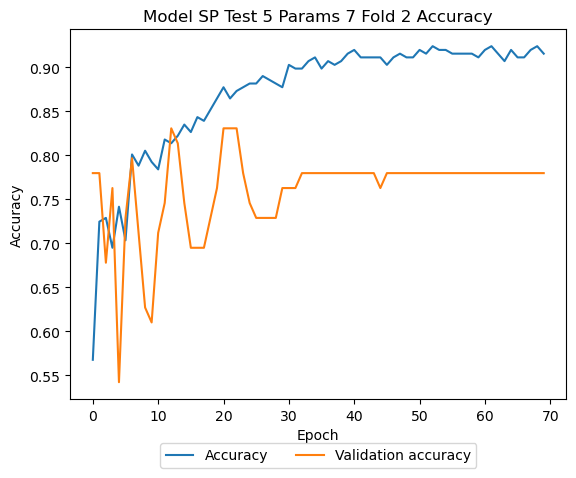 Model SP Test 5 Params 7 Fold 2 Accuracy
Accuracy
0.90
0.85
0.80
0.75
0.70
0.65
0.60
0.55
0 10 20 30 40 50 60 70
Epoch
Accuracy Validation accuracy